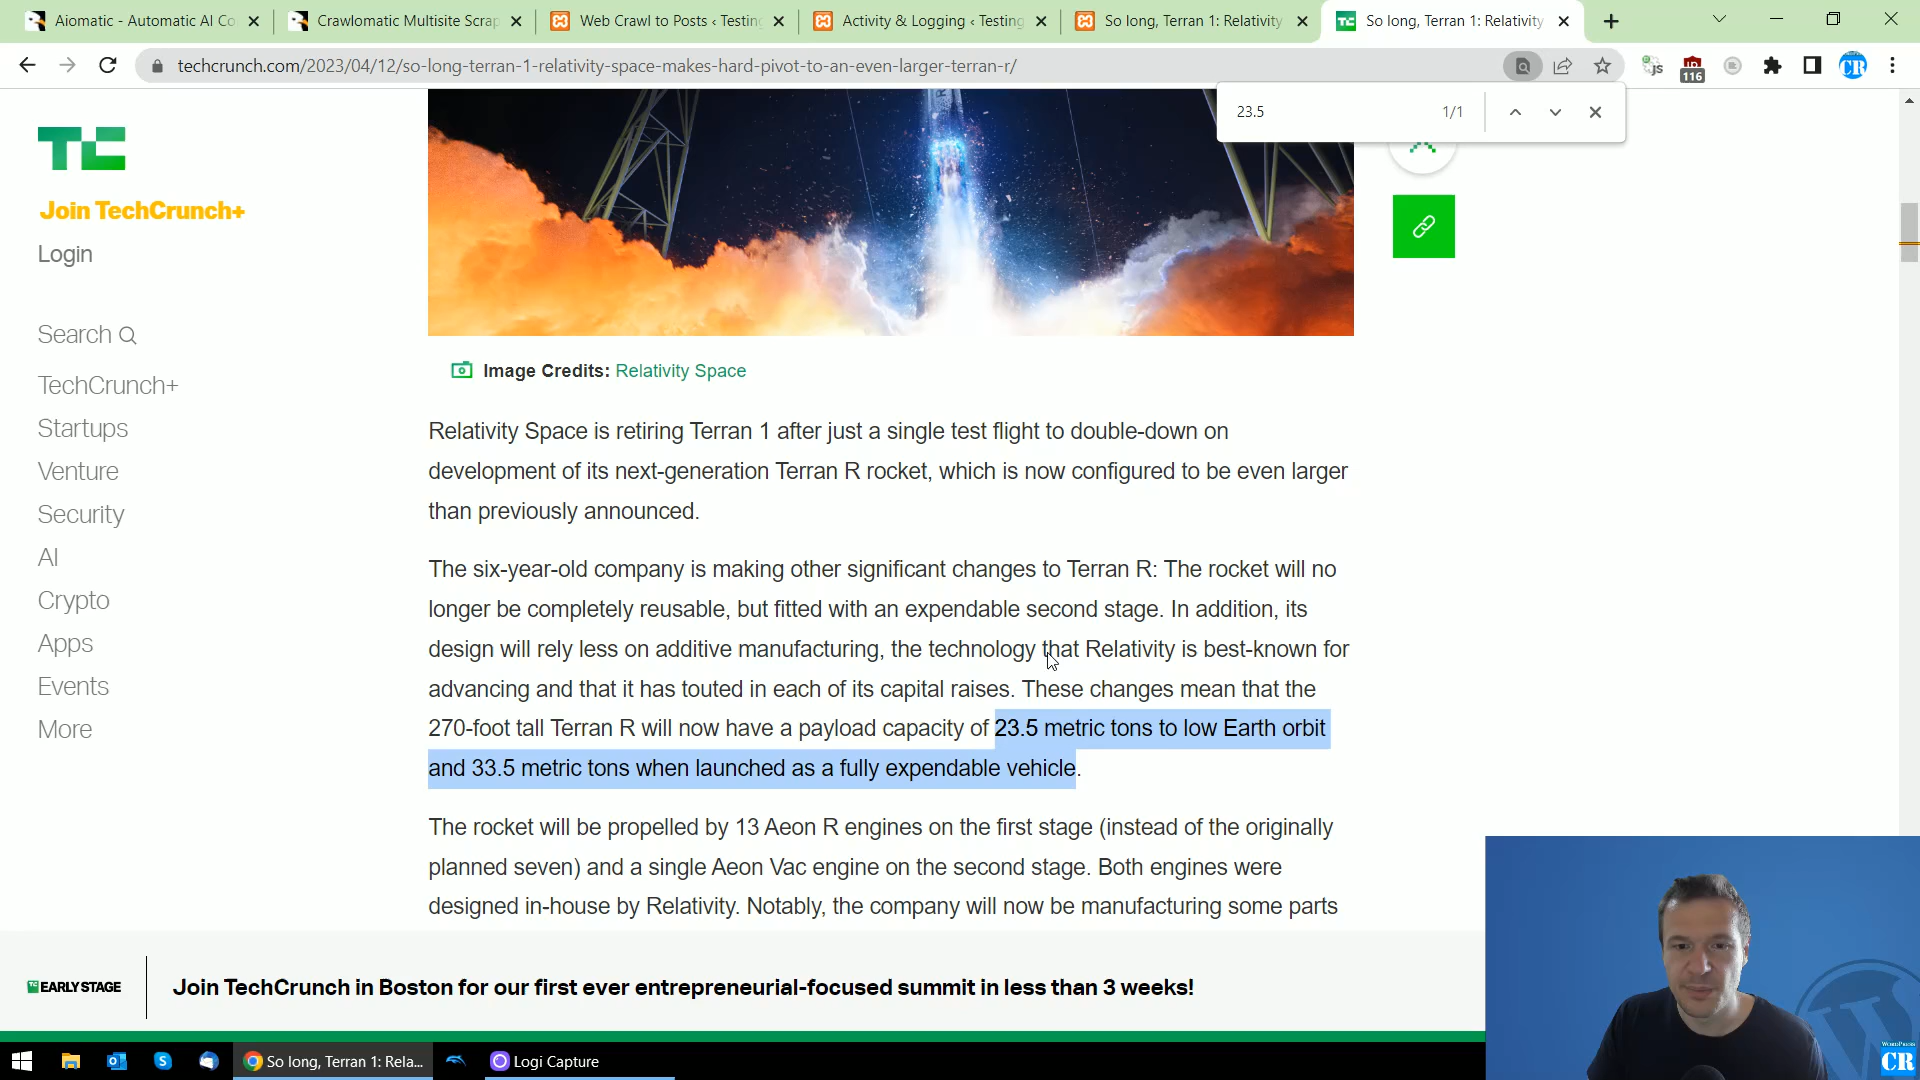 Aiomatic - Automatic AI Co
Crawlomatic Multisite Scrap
Web Crawl to Posts ‹ Testing
Activity & Logging ‹ Testing
So long, Terran 1: Relativity
So long, Terran 1: Relativity
techcrunch.com/2023/04/12/so-long-terran-1-relativity-space-makes-hard-pivot-to-an-even-larger-terran-r/
JS
116
CR
23.5
1/1
TC
Join TechCrunch+
Login
Search
TechCrunch+
Startups
Venture
Security
AI
Crypto
Apps
Events
More
Image Credits: Relativity Space
Relativity Space is retiring Terran 1 after just a single test flight to double-down on
development of its next-generation Terran R rocket, which is now configured to be even larger
than previously announced.
The six-year-old company is making other significant changes to Terran R: The rocket will no
longer be completely reusable, but fitted with an expendable second stage. In addition, its
design will rely less on additive manufacturing, the technology that Relativity is best-known for
advancing and that it has touted in each of its capital raises. These changes mean that the
270-foot tall Terran R will now have a payload capacity of 23.5 metric tons to low Earth orbit
and 33.5 metric tons when launched as a fully expendable vehicle.
The rocket will be propelled by 13 Aeon R engines on the first stage (instead of the originally
planned seven) and a single Aeon Vac engine on the second stage. Both engines were
designed in-house by Relativity. Notably, the company will now be manufacturing some parts
TC EARLY STAGE
Join TechCrunch in Boston for our first ever entrepreneurial-focused summit in less than 3 weeks!
So long, Terran 1: Rela...
Logi Capture
WORDPRESS
CR